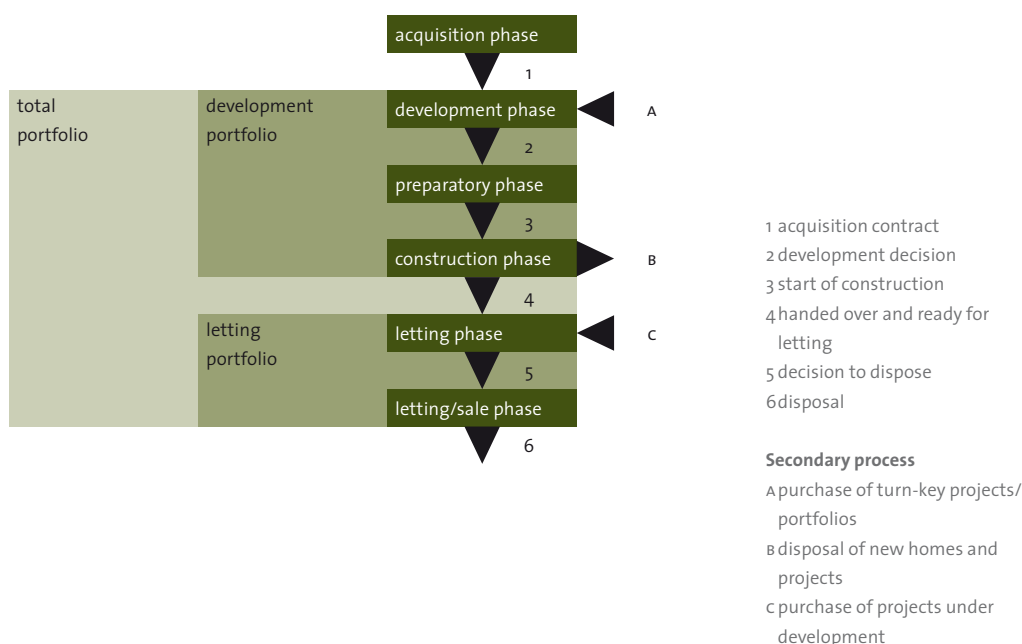 acquisition phase
1
total
portfolio
development
portfolio
development phase
A
2
preparatory phase
3
construction phase
B
4
letting
portfolio
letting phase
C
5
letting/sale phase
6
1 acquisition contract
2 development decision
3 start of construction
4 handed over and ready for
letting
5 decision to dispose
6 disposal
Secondary process
A purchase of turn-key projects/
portfolios
B disposal of new homes and
projects
C purchase of projects under
development